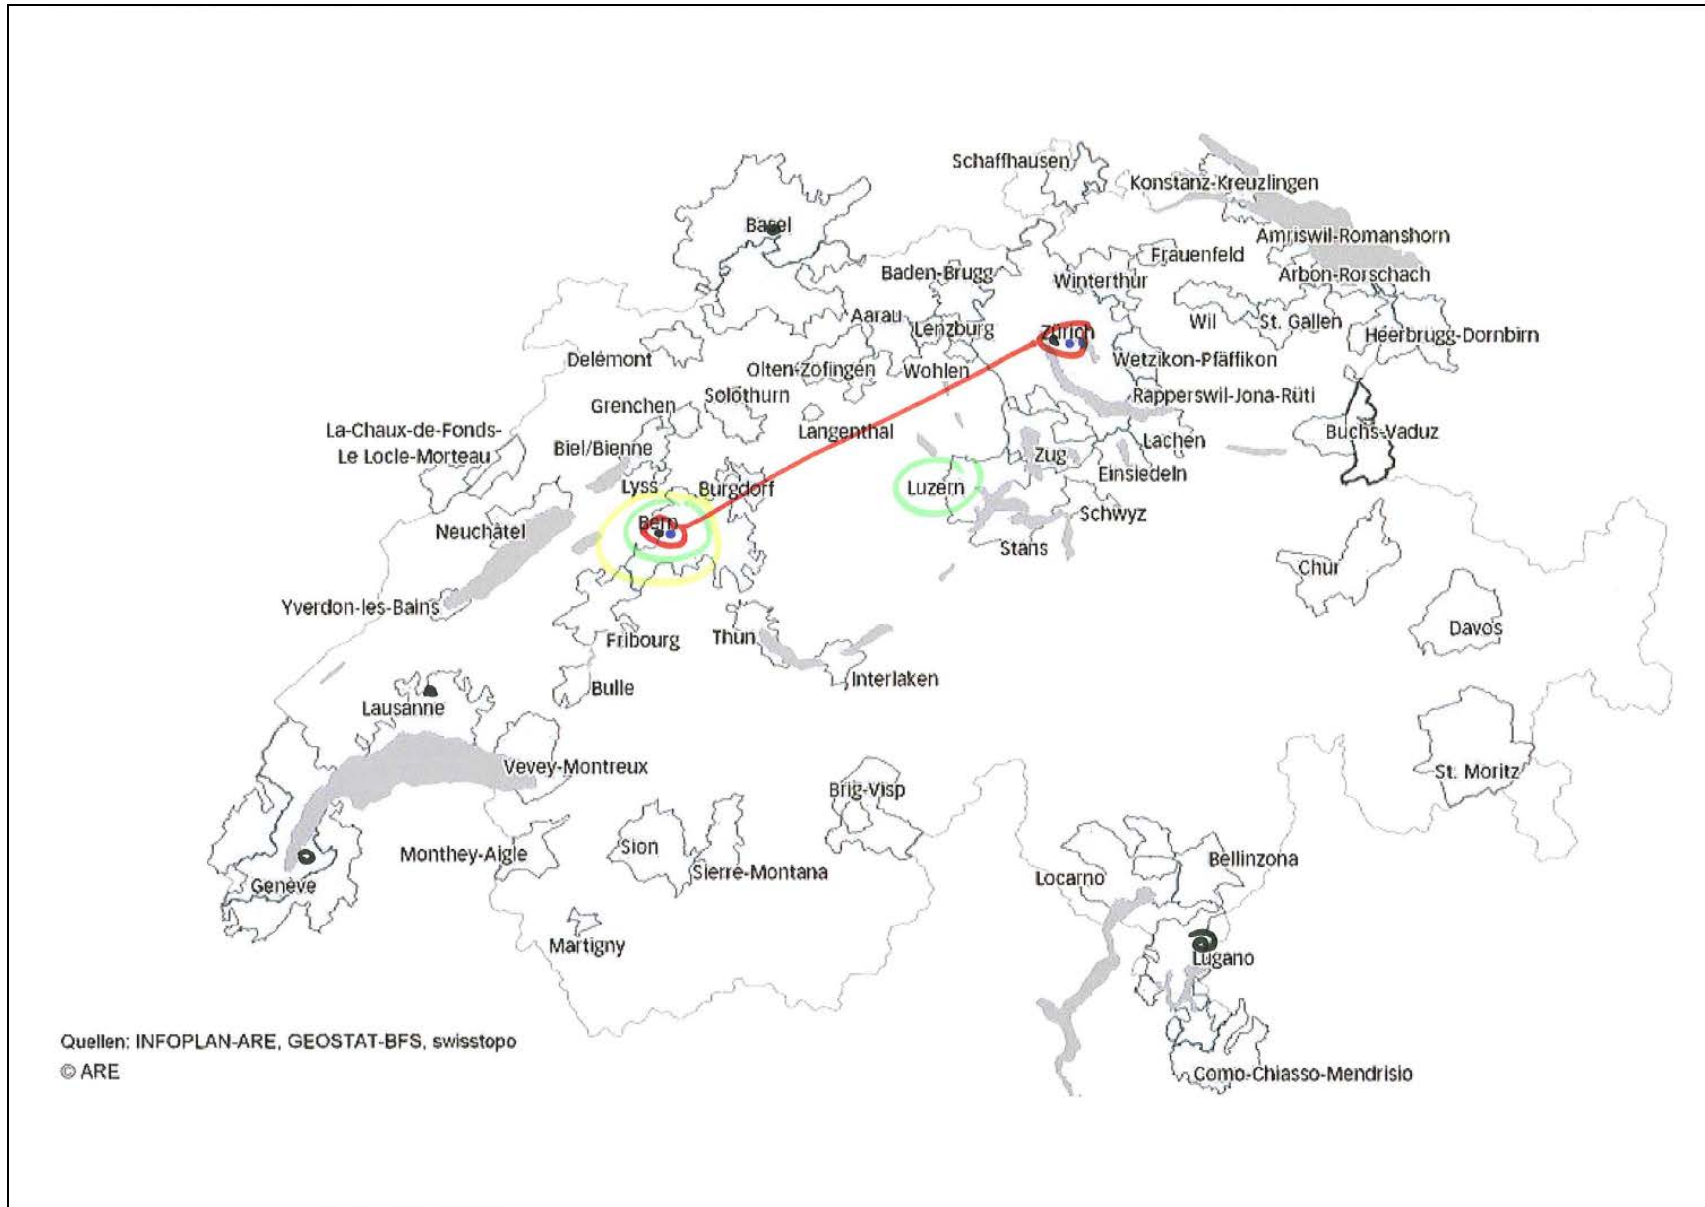 Schaffhausen
Konstanz-Kreuzlingen
Basel
Amriswil-Romanshorn
Frauenfeld
Baden-Brugg
Winterthur
Arbon-Rorschach
Aarau
Lenzburg
Zürich
Wil
St. Gallen
Heerbrugg-Dornbirn
Delémont
Olten-Zofingen
Wohlen
Wetzikon-Pfäffikon
Solothurn
Rapperswil-Jona-Rüti
Grenchen
La-Chaux-de-Fonds-
Le Locle-Morteau
Langenthal
Buchs-Vaduz
Biel/Bienne
Lachen
Zug
Einsiedeln
Lyss
Burgdorf
Luzern
Schwyz
Bern
Neuchâtel
Stans
Chur
Yverdon-les-Bains
Davos
Fribourg
Thun
Interlaken
Bulle
Lausanne
Vevey-Montreux
St. Moritz
Brig-Visp
Sion
Monthey-Aigle
Bellinzona
Sierre-Montana
Locarno
Genève
Martigny
Lugano
Quellen: INFOPLAN-ARE, GEOSTAT-BFS, swisstopo
© ARE
Como-Chiasso-Mendrisio